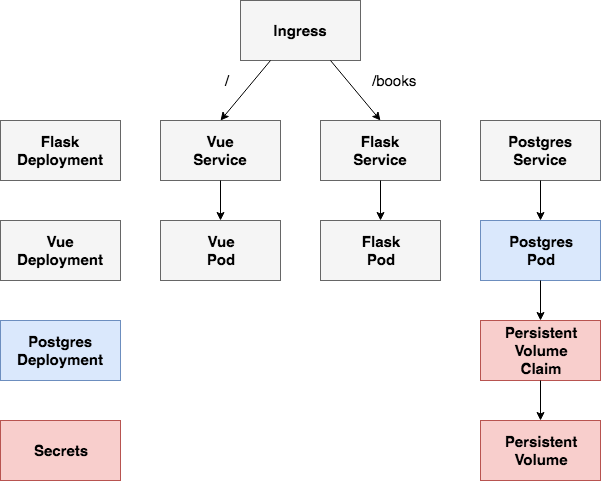 Ingress
/
/books
Flask
Deployment
Vue
Service
Flask
Service
Postgres
Service
Vue
Deployment
Vue
Pod
Flask
Pod
Postgres
Pod
Postgres
Deployment
Persistent
Volume
Claim
Secrets
Persistent
Volume